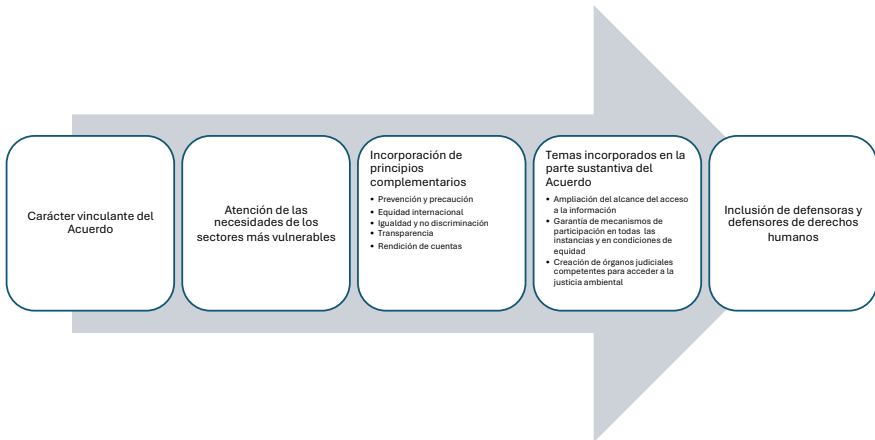 Carácter vinculante del
Acuerdo
Atención de las
necesidades de los
sectores más vulnerables
Incorporación de
principios
complementarios
• Prevención y precaución
• Equidad internacional
• Igualdad y no discriminación
• Transparencia
• Rendición de cuentas
Temas incorporados en la
parte sustantiva del
Acuerdo
• Ampliación del alcance del acceso
a la información
• Garantía de mecanismos de
participación en todas las
instancias y en condiciones de
equidad
• Creación de órganos judiciales
competentes para acceder a la
justicia ambiental
Inclusión de defensoras y
defensores de derechos
humanos